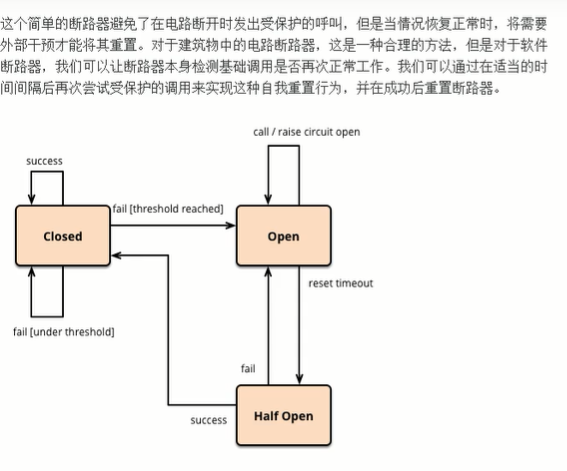 这个简单的断路器避免了在电路断开时发出受保护的呼叫，但是当情况恢复正常时，将需要
外部干预才能将其重置。对于建筑物中的电路断路器，这是一种合理的方法，但是对于软件
断路器，我们可以让断路器本身检测基础调用是否再次正常工作。我们可以通过在适当的时
间间隔后再次尝试受保护的调用来实现这种自我重置行为，并在成功后重置断路器。
call / raise circuit open
success
fail [threshold reached]
Closed
Open
reset timeout
fail [under threshold]
fail
Half Open
success